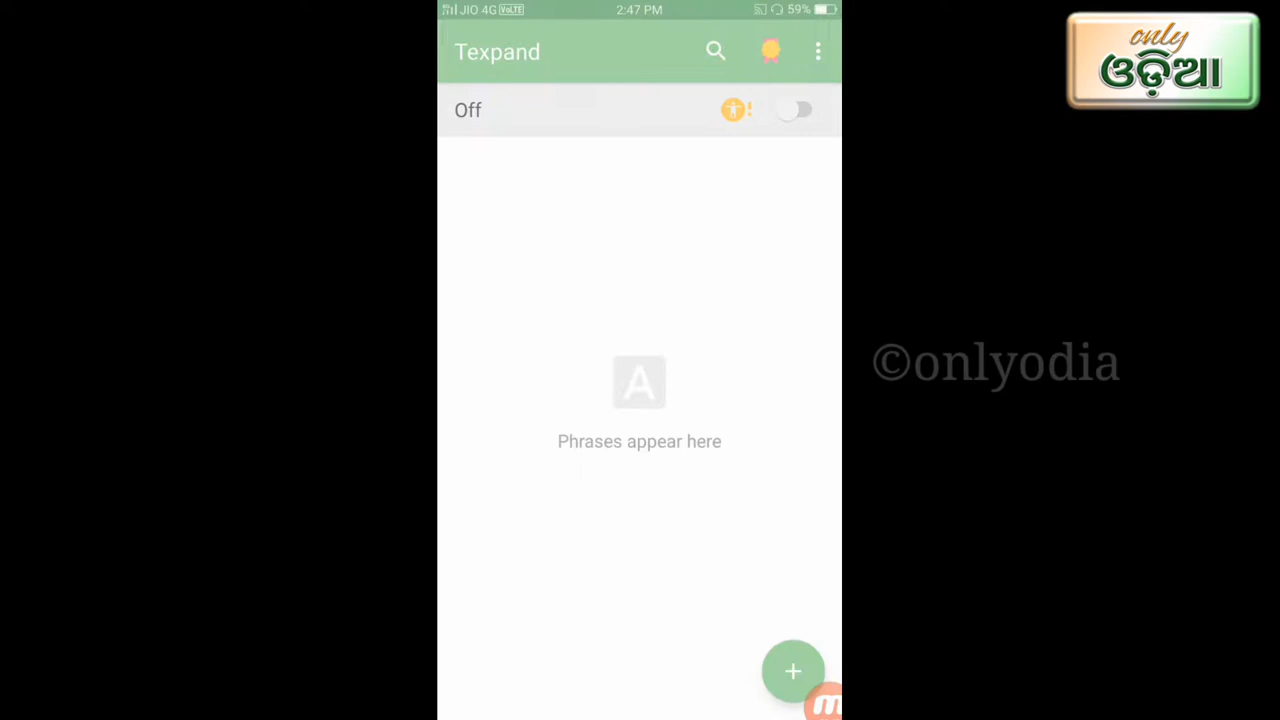 JIO 4G VoLTE 2:47 PM 59%
Texpand
Off
A
Phrases appear here
+
only
ଓଡ଼ିଆ
©onlyodia